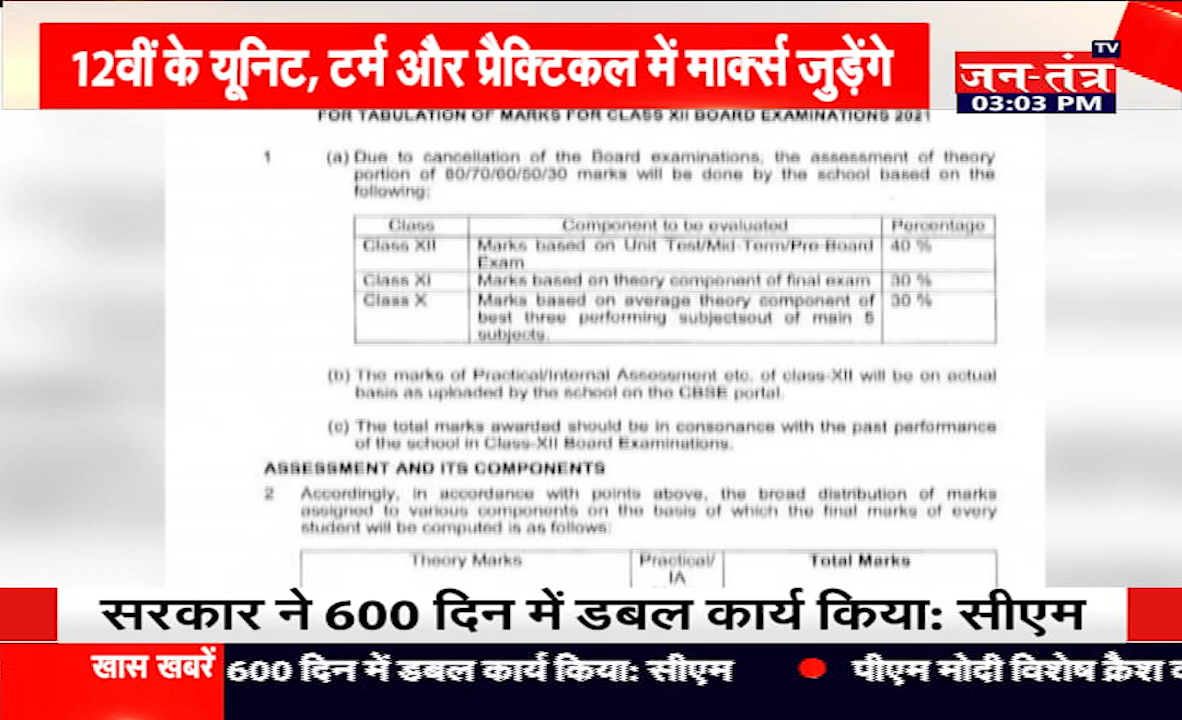 12वीं के यूनिट, टर्म और प्रैक्टिकल में मार्क्स जुड़ेंगे
जन-तंत्र TV
03:03 PM
FOR TABULATION OF MARKS FOR CLASS XII BOARD EXAMINATIONS 2021
1 (a) Due to cancellation of the Board examinations, the assessment of theory
portion of 80/70/60/50/30 marks will be done by the school based on the
following:
Class Component to be evaluated Percentage
Class XII Marks based on Unit Test/Mid-Term/Pre-Board 40 %
Exam
Class XI Marks based on theory component of final exam 30 %
Class X Marks based on average theory component of 30 %
best three performing subjectsout of main 5
subjects.
(b) The marks of Practical/Internal Assessment etc. of class-XII will be on actual
basis as uploaded by the school on the CBSE portal.
(c) The total marks awarded should be in consonance with the past performance
of the school in Class-XII Board Examinations.
ASSESSMENT AND ITS COMPONENTS
2 Accordingly, in accordance with points above, the broad distribution of marks
assigned to various components on the basis of which the final marks of every
student will be computed is as follows:
Theory Marks Practical/ Total Marks
IA
सरकार ने 600 दिन में डबल कार्य किया: सीएम
खास खबरें 600 दिन में डबल कार्य किया: सीएम • पीएम मोदी विशेष क्रैश